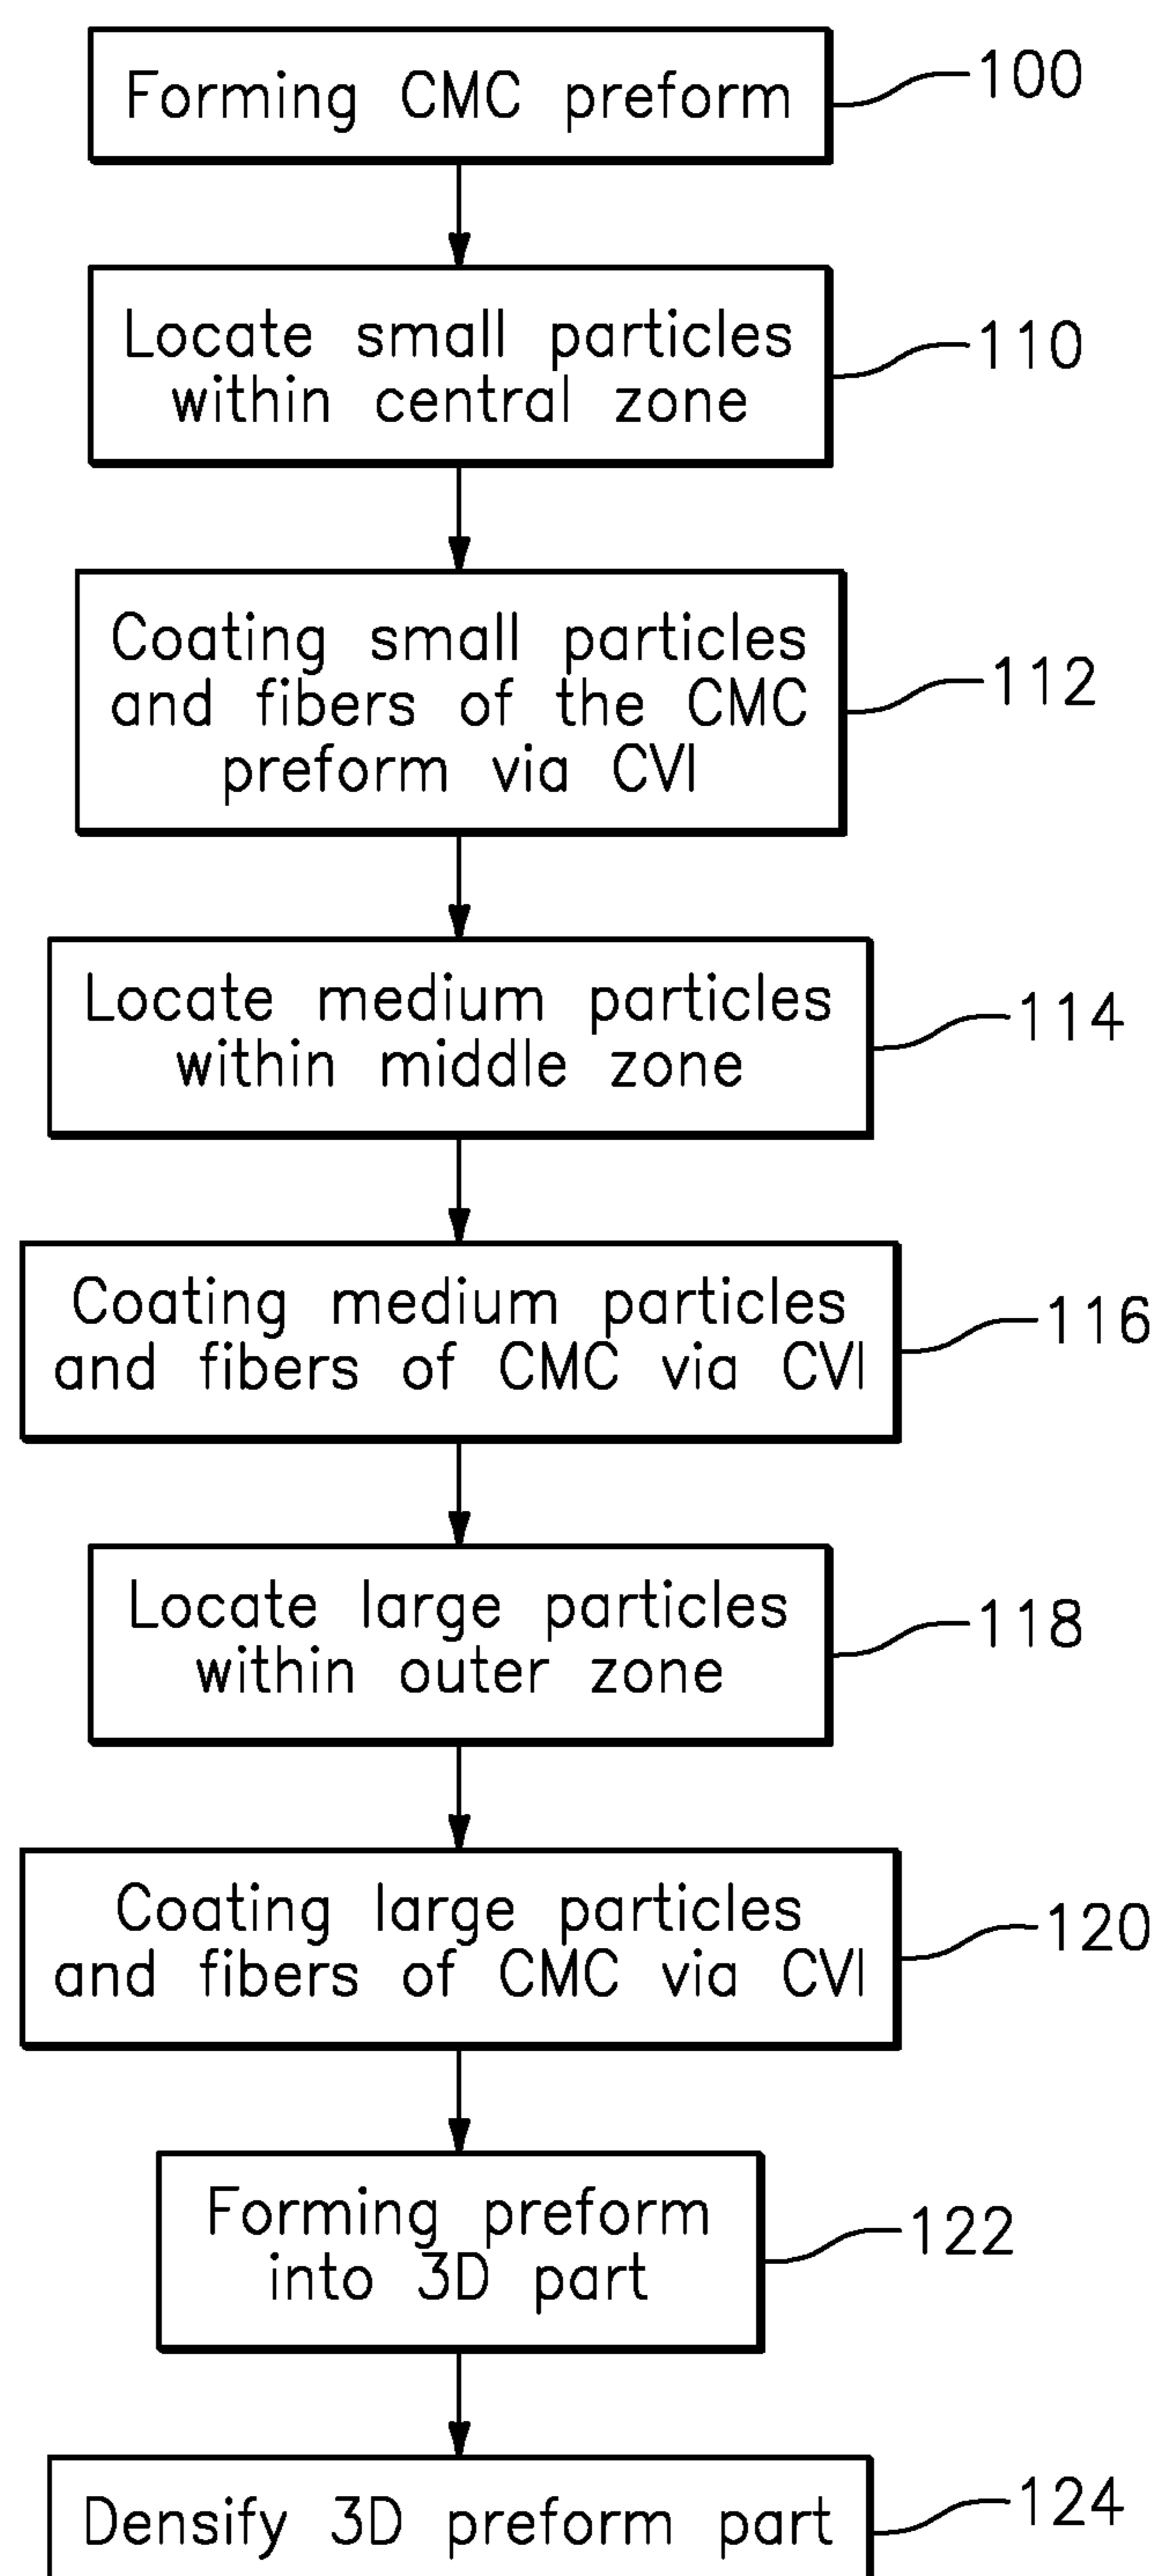 Forming CMC preform
100
Locate small particles
within central zone
110
Coating small particles
and fibers of the CMC
preform via CVI
112
Locate medium particles
within middle zone
114
Coating medium particles
and fibers of CMC via CVI
116
Locate large particles
within outer zone
118
Coating large particles
and fibers of CMC via CVI
120
Forming preform
into 3D part
122
Densify 3D preform part
124